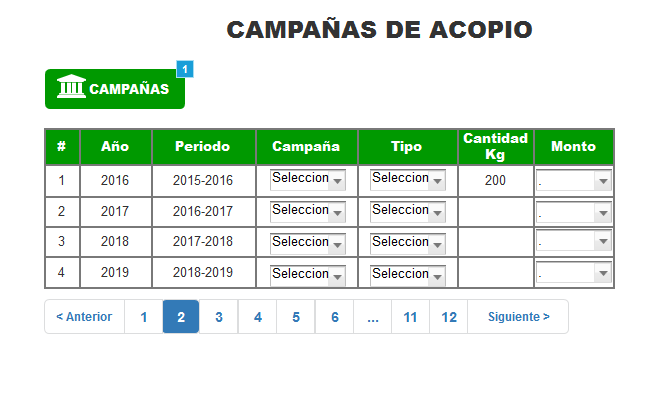 CAMPAÑAS DE ACOPIO
1
CAMPAÑAS
# Año Periodo Campaña Tipo Cantidad Kg Monto
1 2016 2015-2016 Seleccion Seleccion 200 .
2 2017 2016-2017 Seleccion Seleccion .
3 2018 2017-2018 Seleccion Seleccion .
4 2019 2018-2019 Seleccion Seleccion .
< Anterior 1 2 3 4 5 6 ... 11 12 Siguiente >